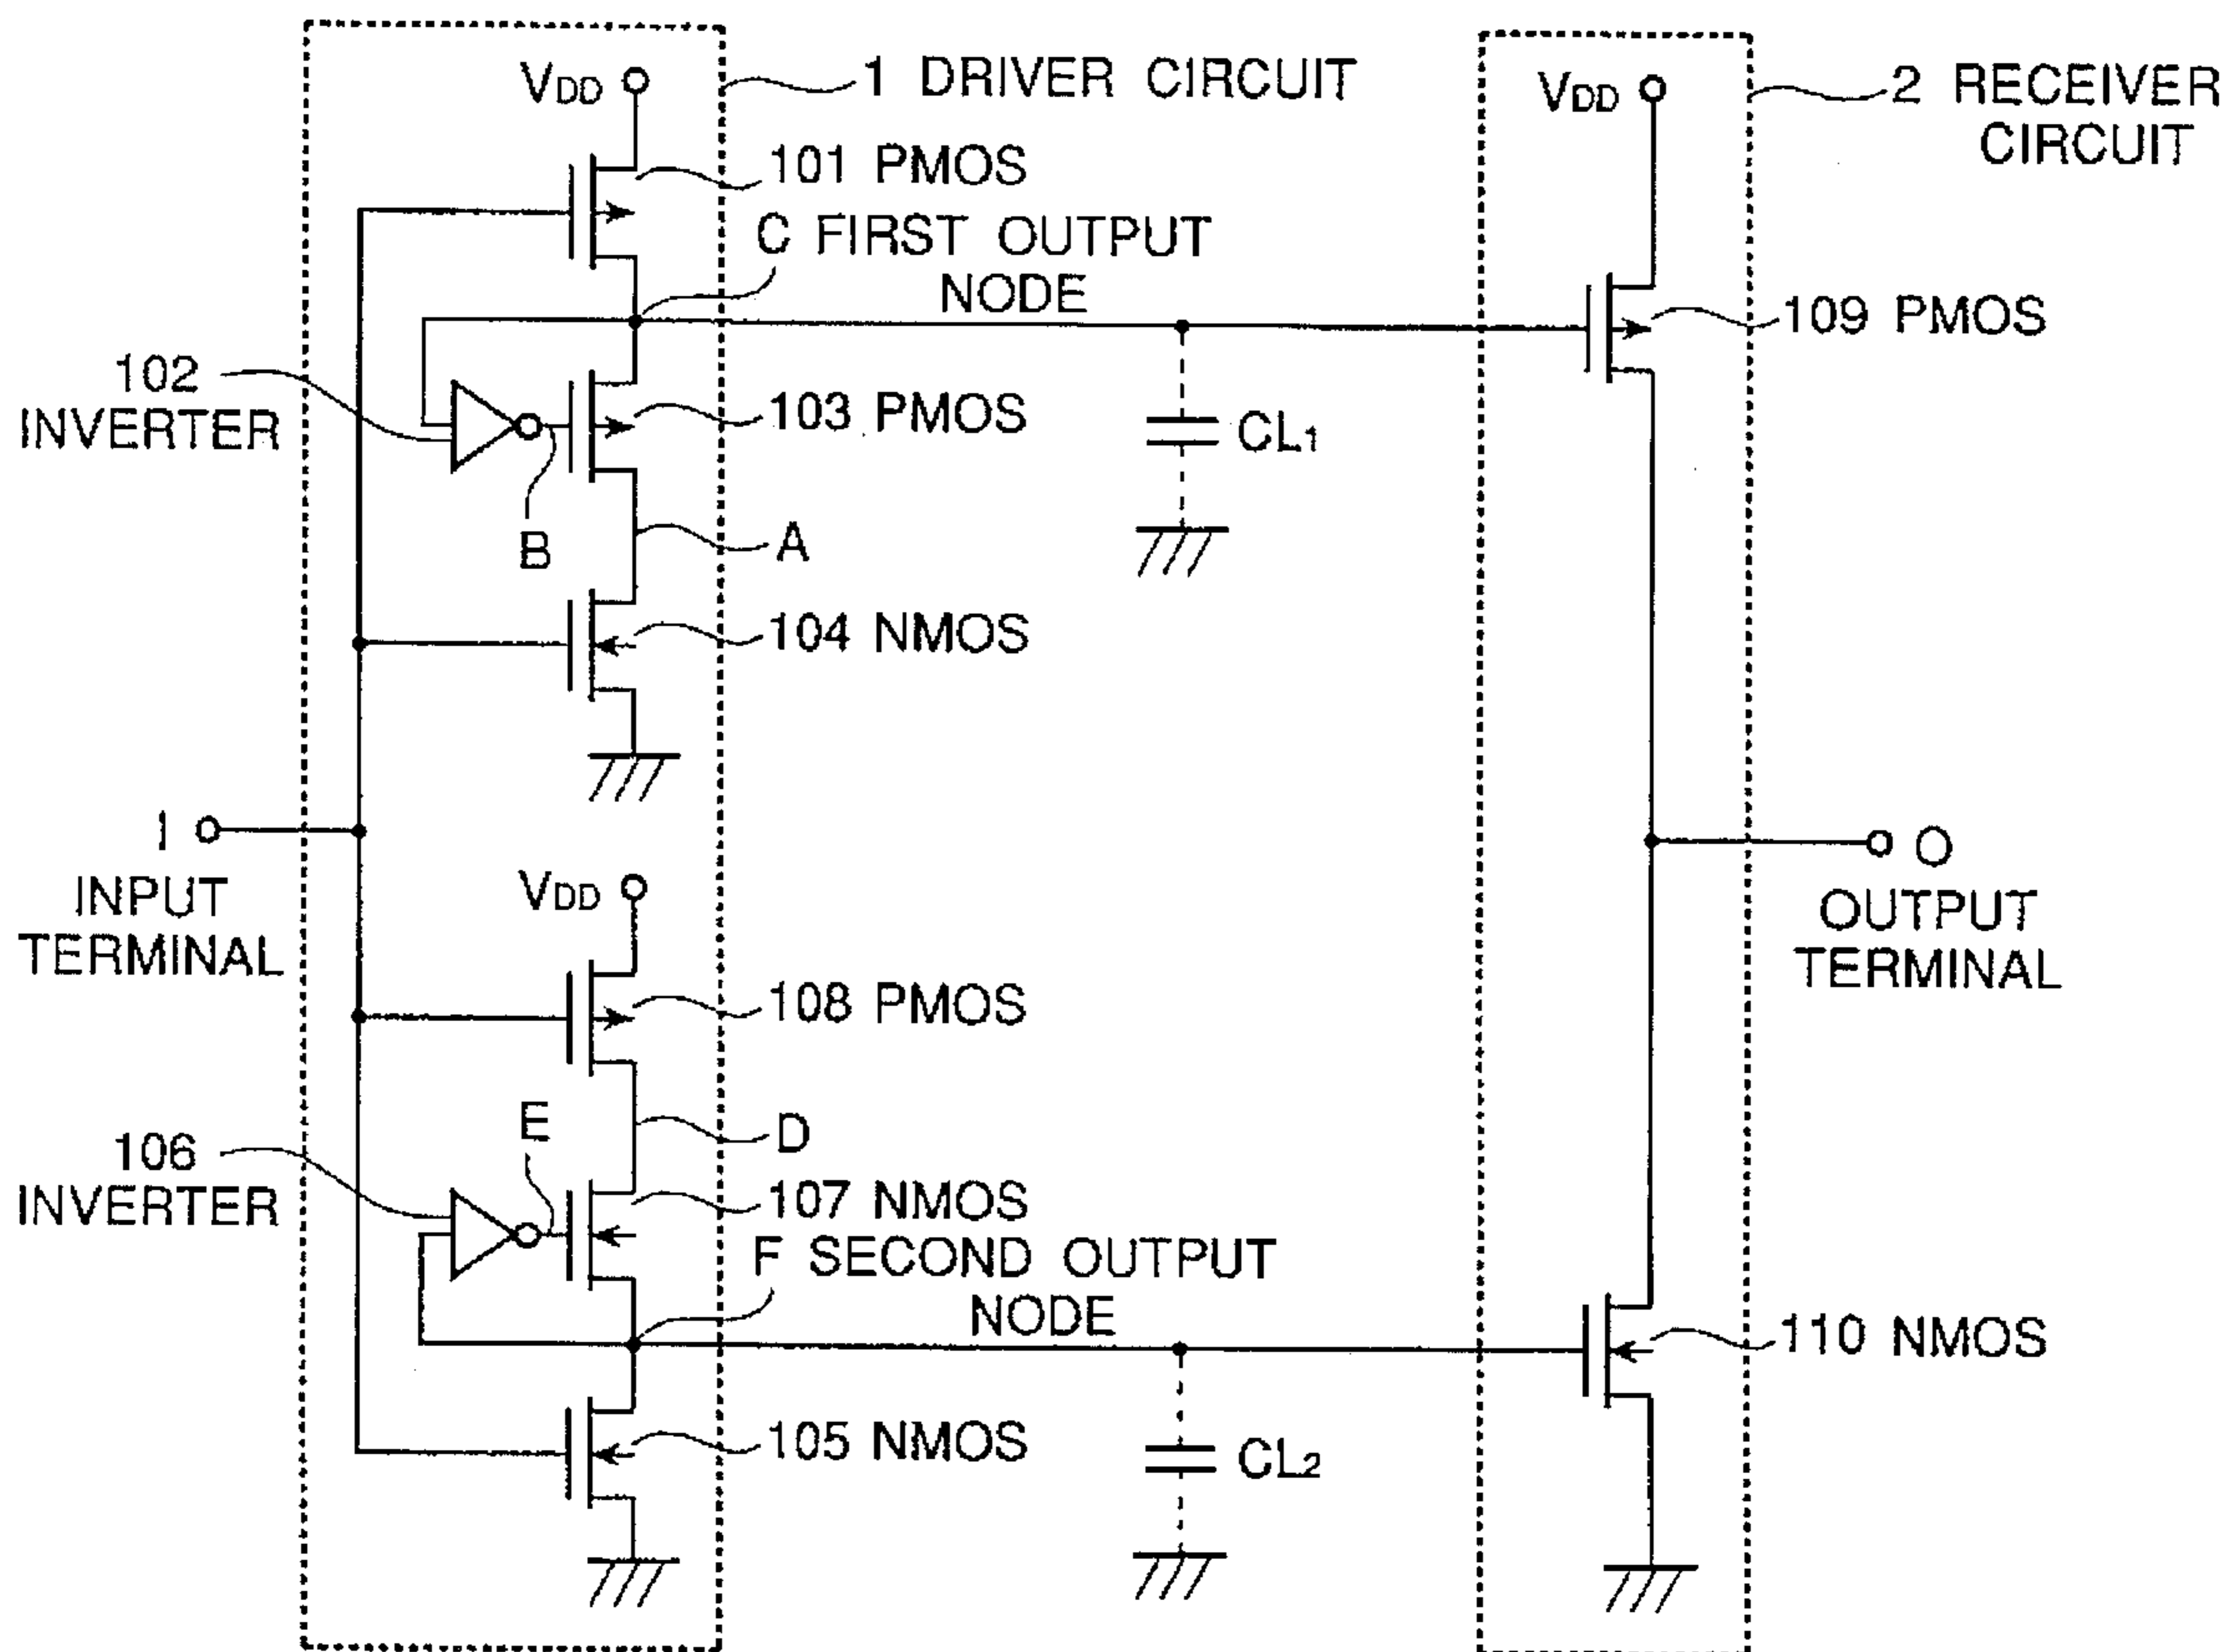 1 DRIVER CIRCUIT
2 RECEIVER
CIRCUIT
VDD
VDD
101 PMOS
C FIRST OUTPUT
NODE
109 PMOS
102
INVERTER
103 PMOS
CL1
B
A
104 NMOS
I
INPUT
TERMINAL
O
OUTPUT
TERMINAL
VDD
108 PMOS
E
D
106
INVERTER
107 NMOS
F SECOND OUTPUT
NODE
110 NMOS
105 NMOS
CL2